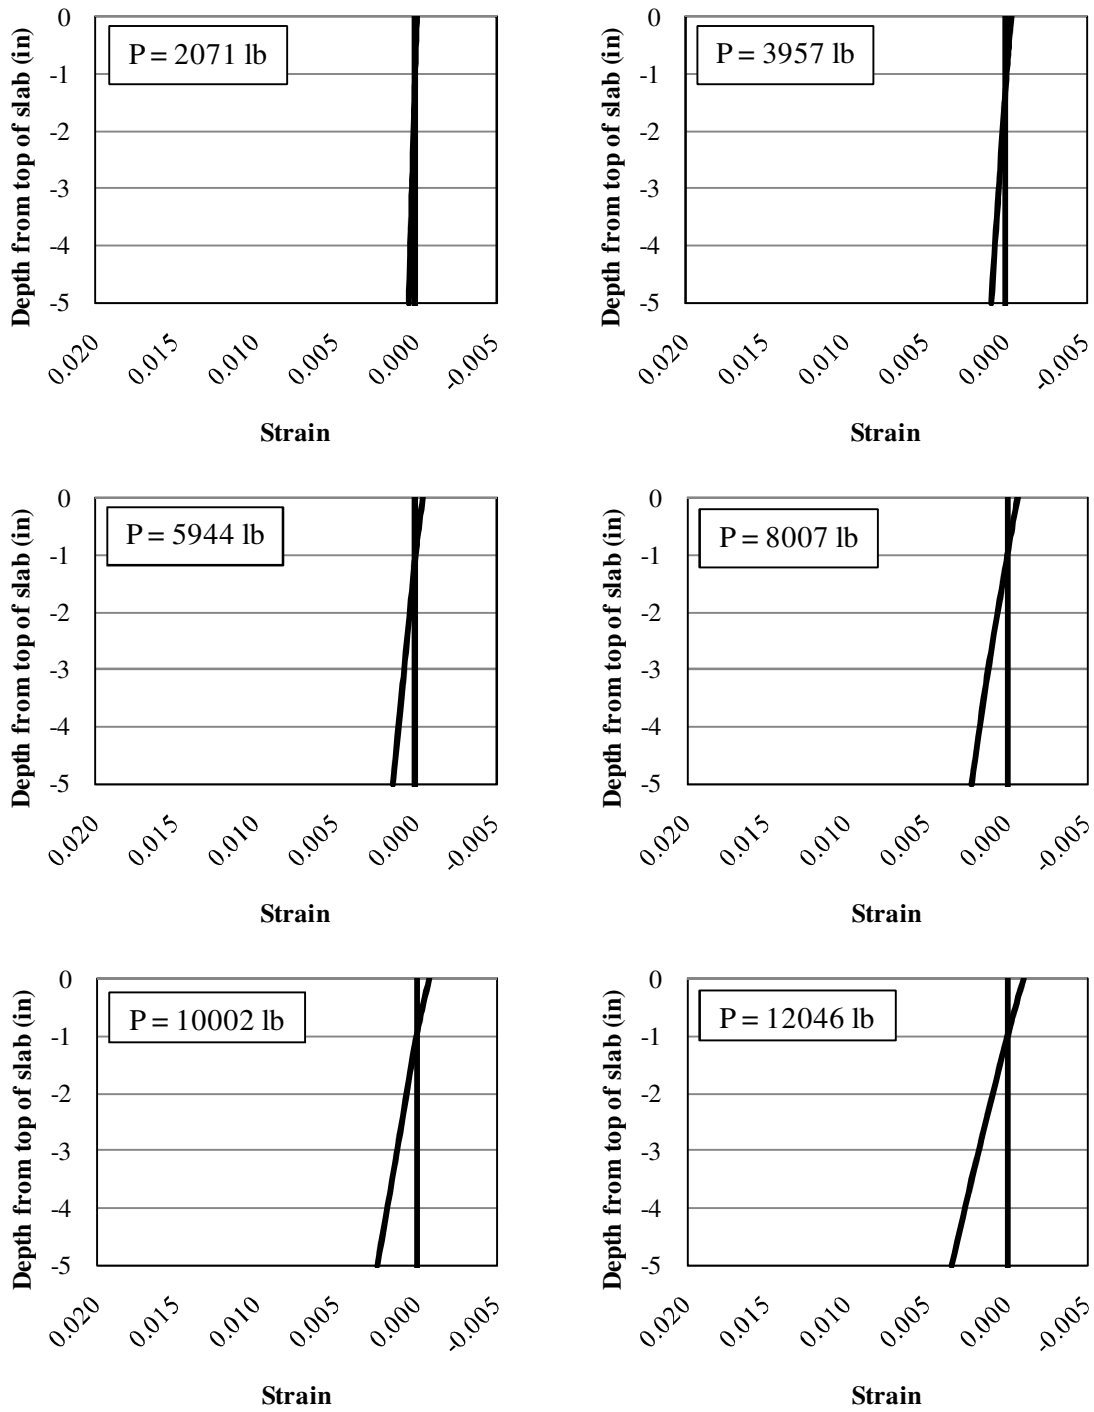 P = 2071 lb
Depth from top of slab (in)
0
-1
-2
-3
-4
-5
0.020 0.015 0.010 0.005 0.000 -0.005
Strain
P = 3957 lb
Depth from top of slab (in)
0
-1
-2
-3
-4
-5
0.020 0.015 0.010 0.005 0.000 -0.005
Strain
P = 5944 lb
Depth from top of slab (in)
0
-1
-2
-3
-4
-5
0.020 0.015 0.010 0.005 0.000 -0.005
Strain
P = 8007 lb
Depth from top of slab (in)
0
-1
-2
-3
-4
-5
0.020 0.015 0.010 0.005 0.000 -0.005
Strain
P = 10002 lb
Depth from top of slab (in)
0
-1
-2
-3
-4
-5
0.020 0.015 0.010 0.005 0.000 -0.005
Strain
P = 12046 lb
Depth from top of slab (in)
0
-1
-2
-3
-4
-5
0.020 0.015 0.010 0.005 0.000 -0.005
Strain